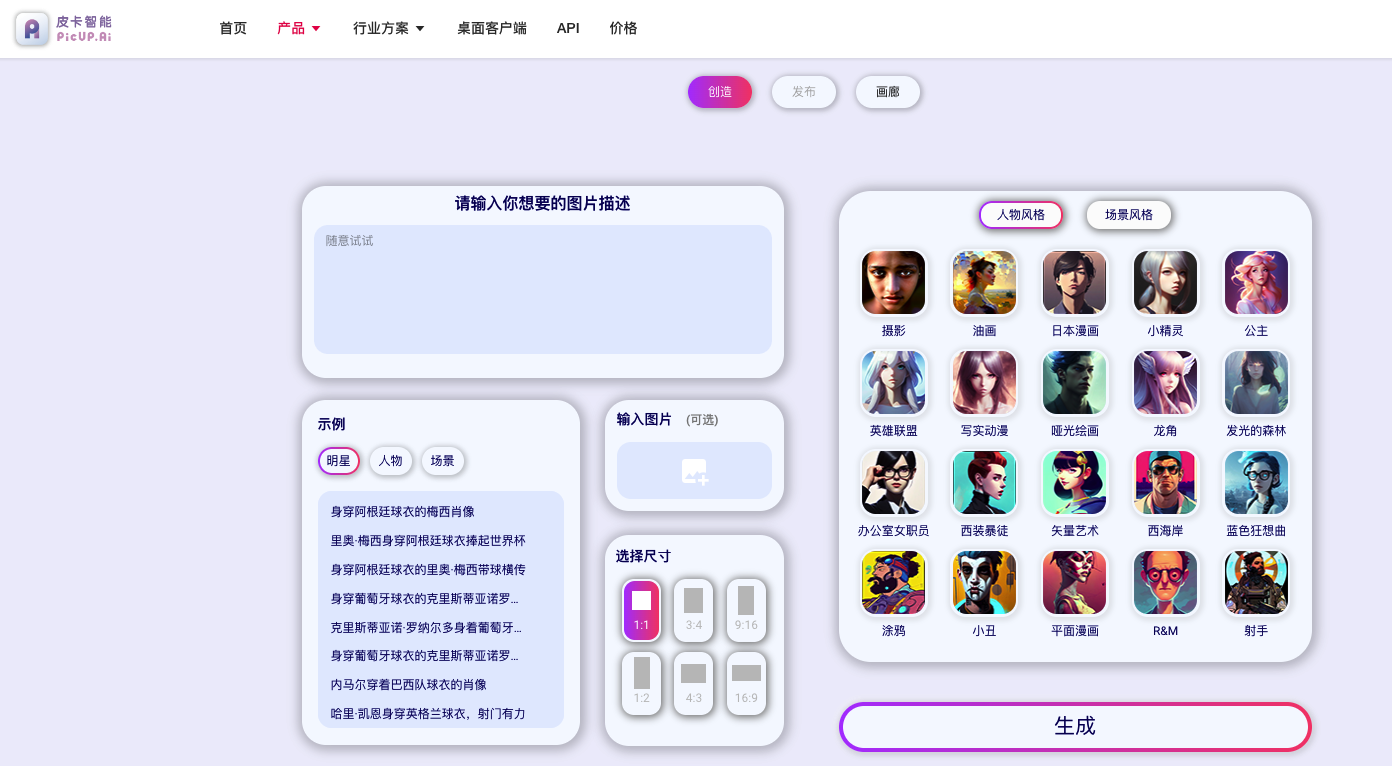 皮卡智能
PicUP.Ai
首页 产品 行业方案 桌面客户端 API 价格
创造 发布 画廊
请输入你想要的图片描述
随意试试
示例
明星 人物 场景
身穿阿根廷球衣的梅西肖像
里奥·梅西身穿阿根廷球衣捧起世界杯
身穿阿根廷球衣的里奥·梅西带球横传
身穿葡萄牙球衣的克里斯蒂亚诺罗...
克里斯蒂亚诺·罗纳尔多身着葡萄牙...
身穿葡萄牙球衣的克里斯蒂亚诺罗...
内马尔穿着巴西队球衣的肖像
哈里·凯恩身穿英格兰球衣，射门有力
输入图片 (可选)
选择尺寸
1:1 3:4 9:16
1:2 4:3 16:9
人物风格 场景风格
摄影 油画 日本漫画 小精灵 公主
英雄联盟 写实动漫 哑光绘画 龙角 发光的森林
办公室女职员 西装暴徒 矢量艺术 西海岸 蓝色狂想曲
涂鸦 小丑 平面漫画 R&M 射手
生成